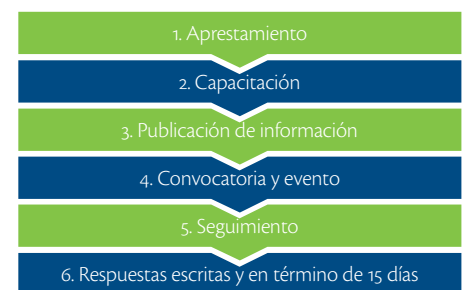 1. Aprestamiento
2. Capacitación
3. Publicación de información
4. Convocatoria y evento
5. Seguimiento
6. Respuestas escritas y en término de 15 días